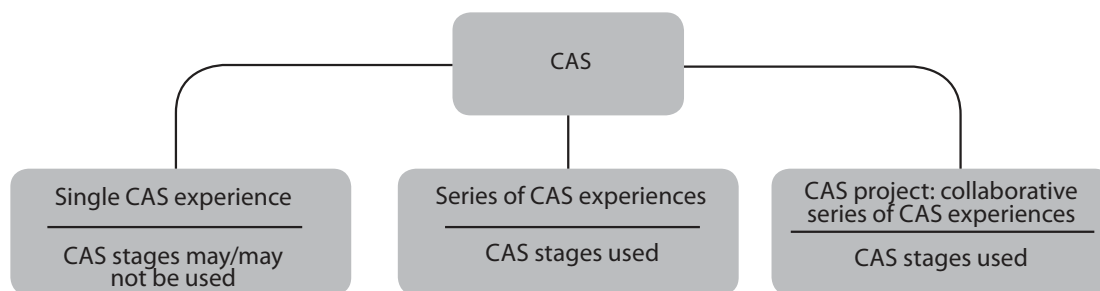 CAS
Single CAS experience
CAS stages may/may
not be used
Series of CAS experiences
CAS stages used
CAS project: collaborative
series of CAS experiences
CAS stages used